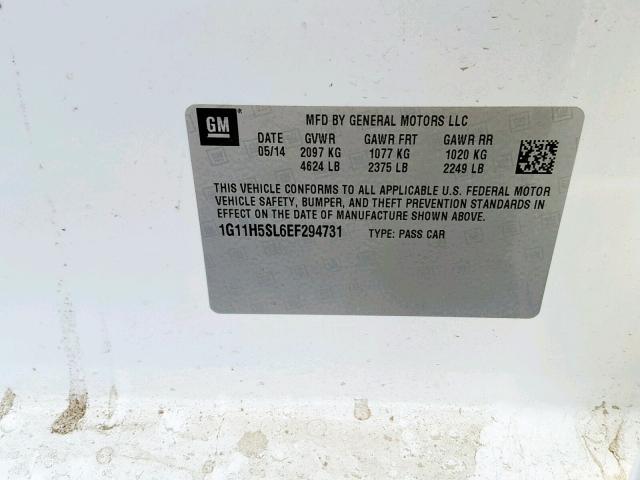 GM ®
MFD BY GENERAL MOTORS LLC
DATE GVWR GAWR FRT GAWR RR
05/14 2097 KG 1077 KG 1020 KG
4624 LB 2375 LB 2249 LB
THIS VEHICLE CONFORMS TO ALL APPLICABLE U.S. FEDERAL MOTOR
VEHICLE SAFETY, BUMPER, AND THEFT PREVENTION STANDARDS IN
EFFECT ON THE DATE OF MANUFACTURE SHOWN ABOVE.
1G11H5SL6EF294731 TYPE: PASS CAR